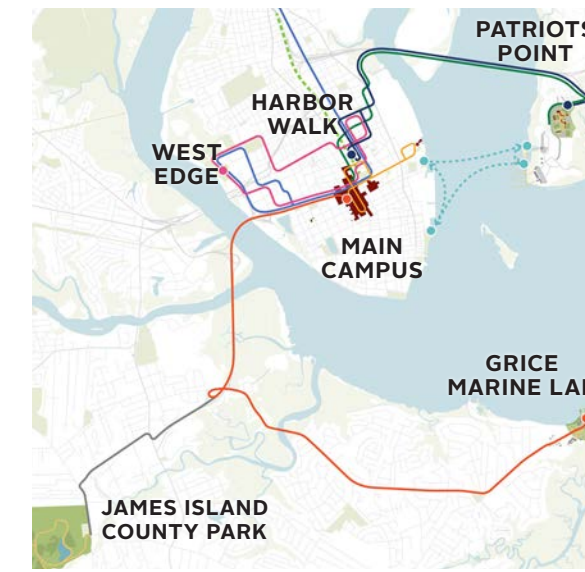 PATRIOTS
POINT
HARBOR
WALK
WEST
EDGE
MAIN
CAMPUS
GRICE
MARINE LA
JAMES ISLAND
COUNTY PARK